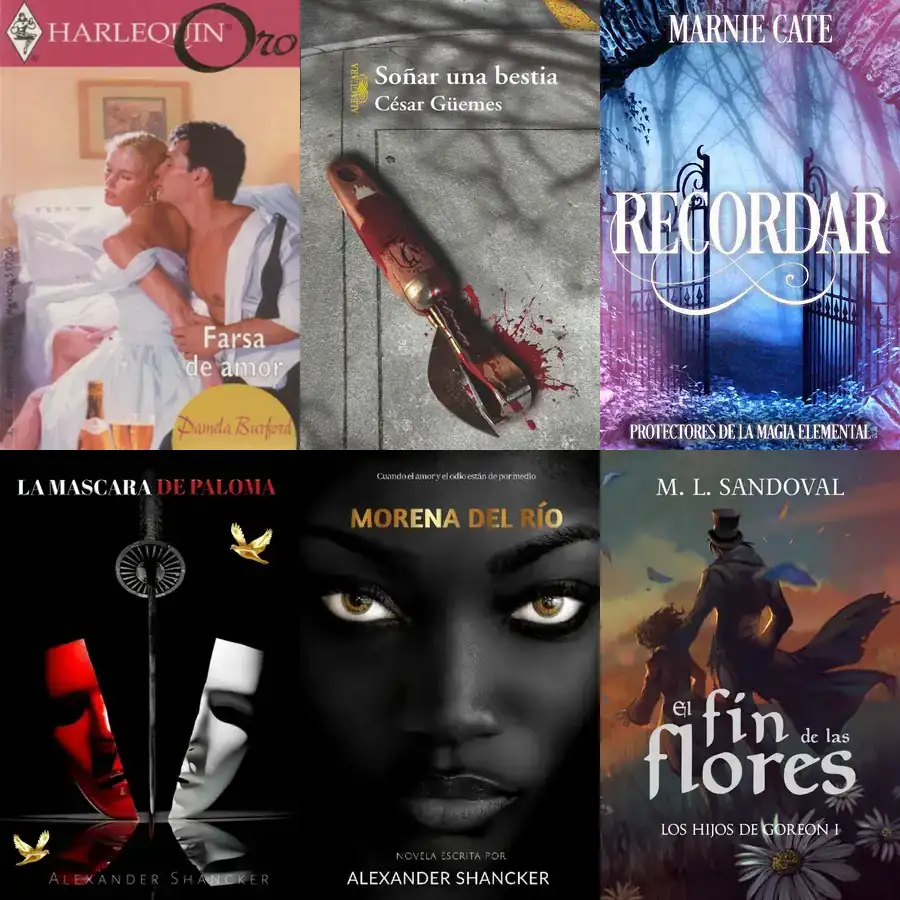 HARLEQUIN Oro
Farsa
de amor
Pamela Burford
ALFAGUARA
Soñar una bestia
César Güemes
MARNIE CATE
RECORDAR
PROTECTORES DE LA MAGIA ELEMENTAL
LA MASCARA DE PALOMA
ALEXANDER SHANCKER
Cuando el amor y el odio están de por medio
MORENA DEL RÍO
NOVELA ESCRITA POR
ALEXANDER SHANCKER
M. L. SANDOVAL
El fin de las
flores
LOS HIJOS DE GOREON I